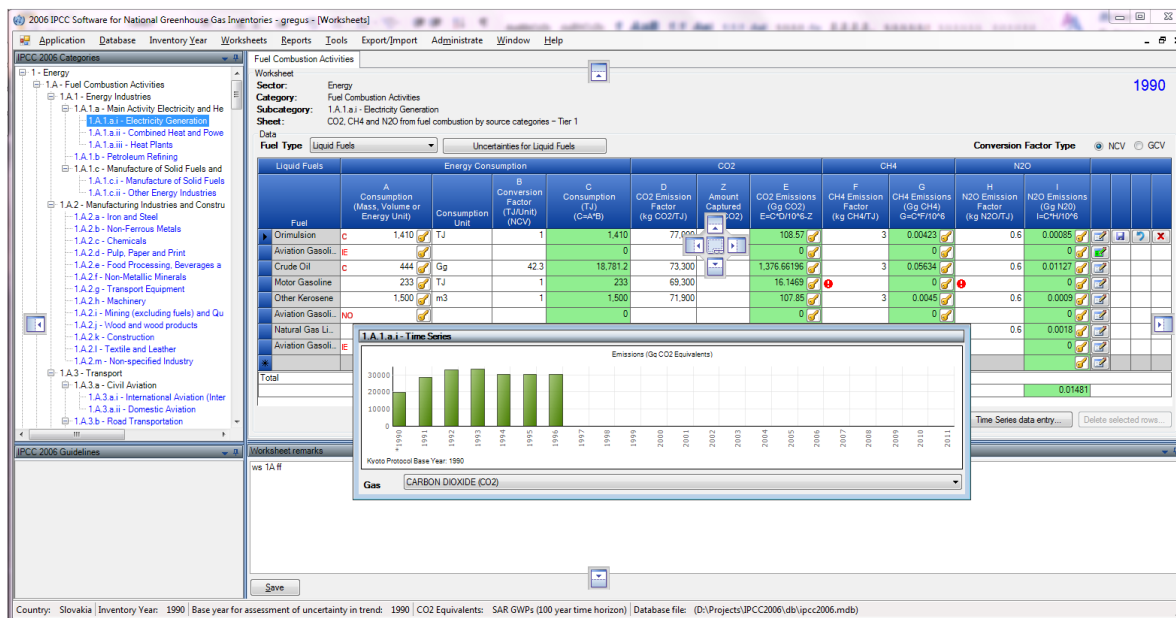 2006 IPCC Software for National Greenhouse Gas Inventories - gregus - [Worksheets]
Application Database Inventory Year Worksheets Reports Tools Export/Import Administrate Window Help
IPCC 2006 Categories
1 - Energy
1.A - Fuel Combustion Activities
1.A.1 - Energy Industries
1.A.1.a - Main Activity Electricity and He
1.A.1.a.i - Electricity Generation
1.A.1.a.ii - Combined Heat and Powe
1.A.1.a.iii - Heat Plants
1.A.1.b - Petroleum Refining
1.A.1.c - Manufacture of Solid Fuels and
1.A.1.c.i - Manufacture of Solid Fuels
1.A.1.c.ii - Other Energy Industries
1.A.2 - Manufacturing Industries and Constru
1.A.2.a - Iron and Steel
1.A.2.b - Non-Ferrous Metals
1.A.2.c - Chemicals
1.A.2.d - Pulp, Paper and Print
1.A.2.e - Food Processing, Beverages a
1.A.2.f - Non-Metallic Minerals
1.A.2.g - Transport Equipment
1.A.2.h - Machinery
1.A.2.i - Mining (excluding fuels) and Qu
1.A.2.j - Wood and wood products
1.A.2.k - Construction
1.A.2.l - Textile and Leather
1.A.2.m - Non-specified Industry
1.A.3 - Transport
1.A.3.a - Civil Aviation
1.A.3.a.i - International Aviation (Inter
1.A.3.a.ii - Domestic Aviation
1.A.3.b - Road Transportation
IPCC 2006 Guidelines
Fuel Combustion Activities
Worksheet
Sector: Energy
1990
Category: Fuel Combustion Activities
Subcategory: 1.A.1.a.i - Electricity Generation
Sheet: CO2, CH4 and N2O from fuel combustion by source categories - Tier 1
Data
Fuel Type Liquid Fuels Uncertainties for Liquid Fuels Conversion Factor Type NCV GCV
Liquid Fuels Energy Consumption CO2 CH4 N2O
Fuel
A Consumption (Mass, Volume or Energy Unit)
Consumption Unit
B Conversion Factor (TJ/Unit) (NCV)
C Consumption (TJ) (C=A*B)
D CO2 Emission Factor (kg CO2/TJ)
Z Amount Captured CO2)
E CO2 Emissions (Gg CO2) E=C*D/10^6-Z
F CH4 Emission Factor (kg CH4/TJ)
G CH4 Emissions (Gg CH4) G=C*F/10^6
H N2O Emission Factor (kg N2O/TJ)
I N2O Emissions (Gg N2O) I=C*H/10^6
Orimulsion C 1,410 TJ 1 1,410 77,000 108.57 3 0.00423 0.6 0.00085
Aviation Gasoli... IE 0 0 0 0
Crude Oil C 444 Gg 42.3 18,781.2 73,300 1,376.66196 3 0.05634 0.6 0.01127
Motor Gasoline 233 TJ 1 233 69,300 16.1469 0 0
Other Kerosene 1,500 m3 1 1,500 71,900 107.85 3 0.0045 0.6 0.0009
Aviation Gasoli... NO 0 0 0 0
Natural Gas Li... 0.6 0.0018
Aviation Gasoli... IE 0
Total
0.01481
Time Series data entry... Delete selected rows...
1.A.1.a.i - Time Series
Emissions (Gg CO2 Equivalents)
30000
20000
10000
0
1990 1991 1992 1993 1994 1995 1996 1997 1998 1999 2000 2001 2002 2003 2004 2005 2006 2007 2008 2009 2010 2011
Kyoto Protocol Base Year: 1990
Gas CARBON DIOXIDE (CO2)
Worksheet remarks
ws 1A ff
Save
Country: Slovakia Inventory Year: 1990 Base year for assessment of uncertainty in trend: 1990 CO2 Equivalents: SAR GWPs (100 year time horizon) Database file: (D:\Projects\IPCC2006\db\ipcc2006.mdb)